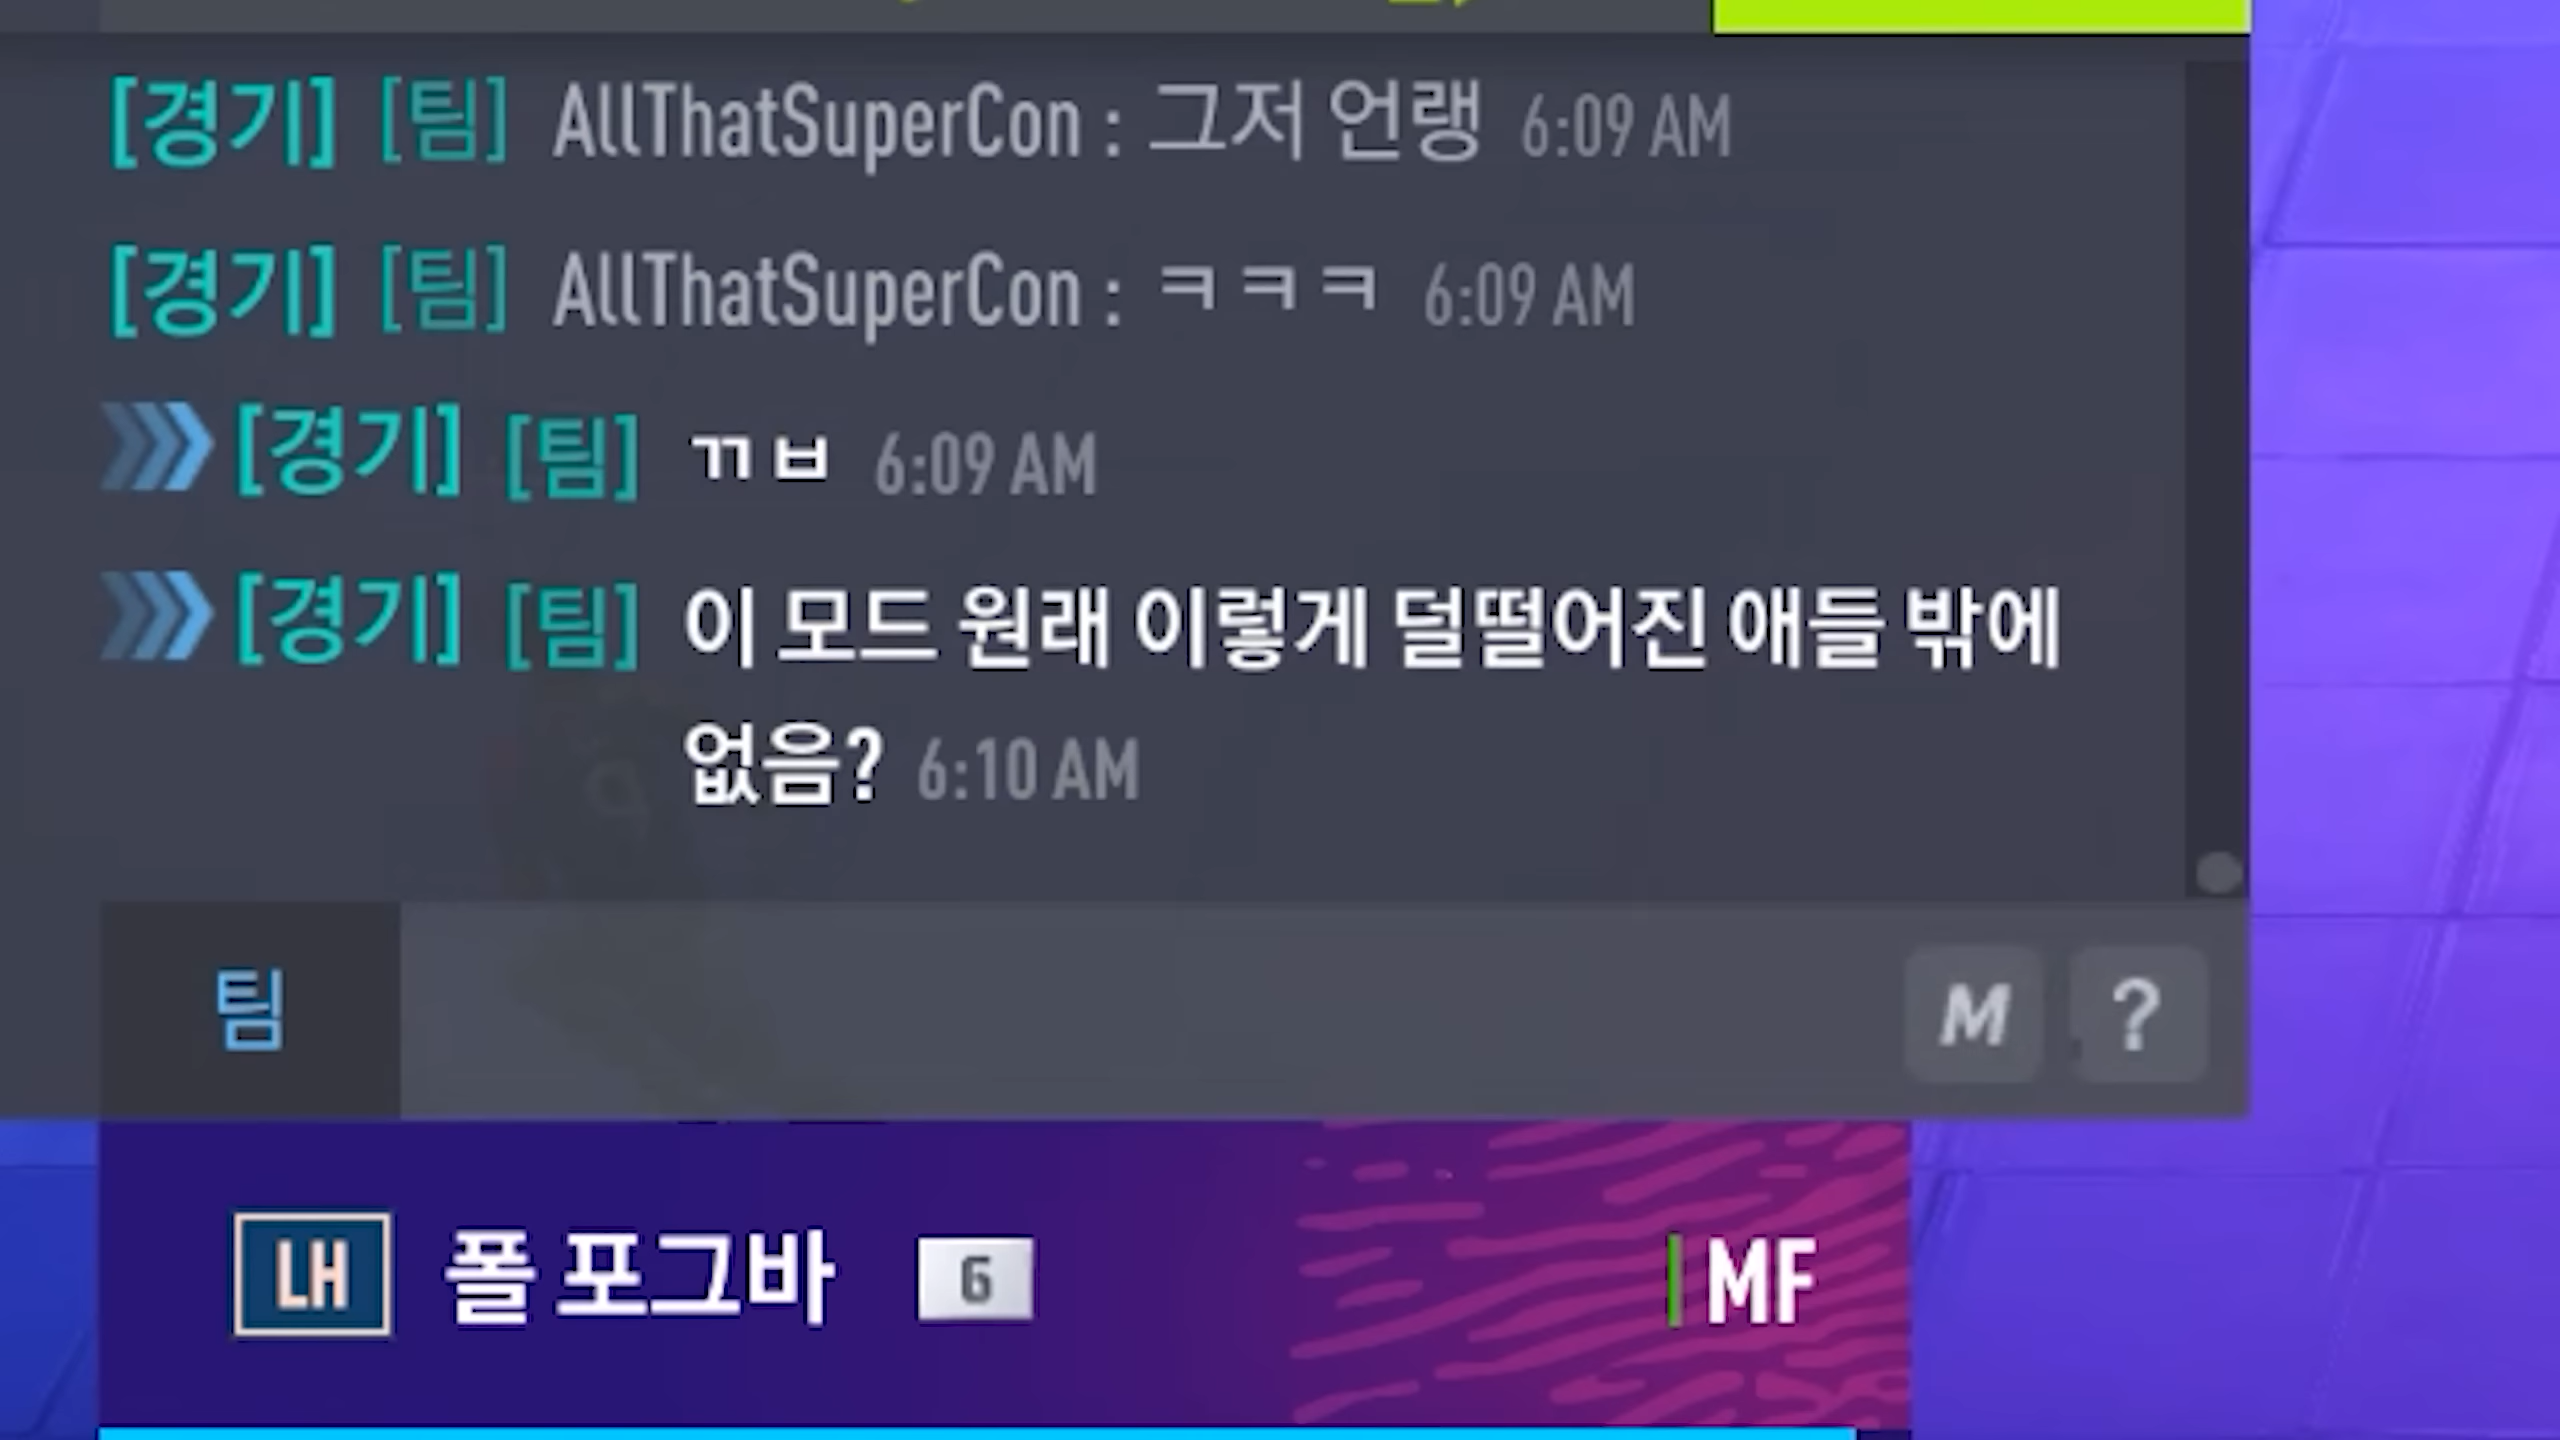 [경기] [팀] AllThatSuperCon : 그저 언랭 6:09 AM
[경기] [팀] AllThatSuperCon : ㅋㅋㅋ 6:09 AM
[경기] [팀] ㄲㅂ 6:09 AM
[경기] [팀] 이 모드 원래 이렇게 덜떨어진 애들 밖에
없음? 6:10 AM
팀 M ?
LH 폴 포그바 6 MF